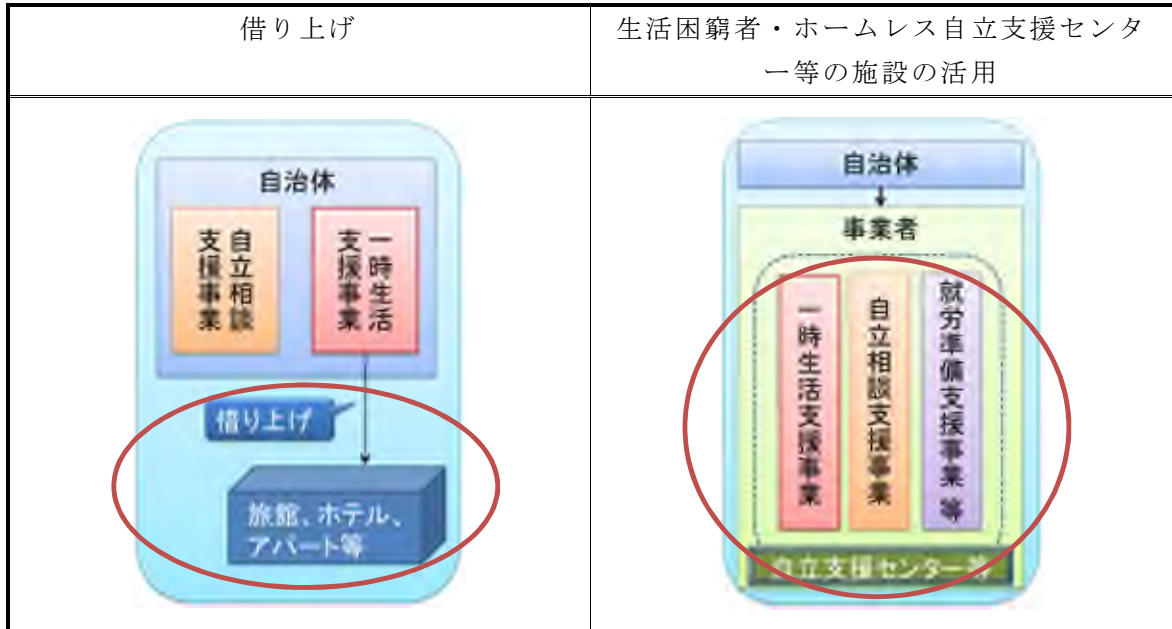 借り上げ
生活困窮者・ホームレス自立支援センタ
ー等の施設の活用
自治体
自立相談
支援事業
一時生活
支援事業
借り上げ
旅館、ホテル、
アパート等
自治体
事業者
一時生活支援事業
自立相談支援事業
就労準備支援事業 等
自立支援センター等